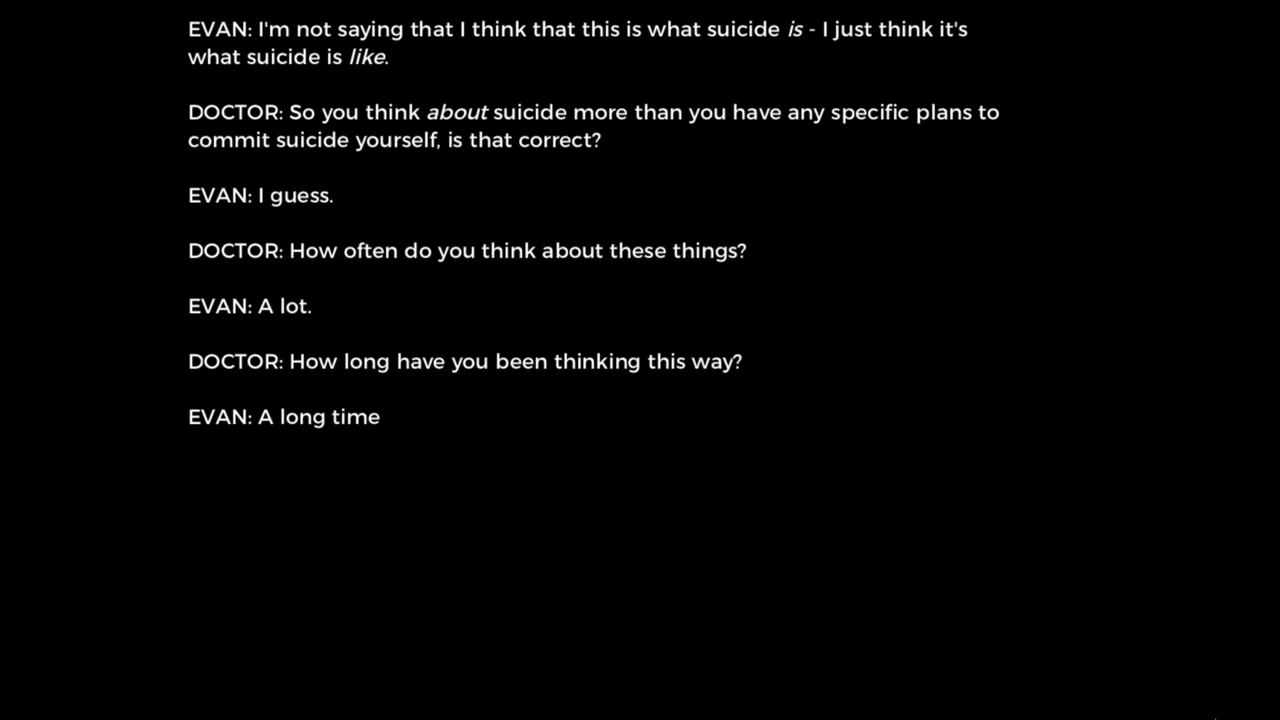 EVAN: I'm not saying that I think that this is what suicide is - I just think it's
what suicide is like.
DOCTOR: So you think about suicide more than you have any specific plans to
commit suicide yourself, is that correct?
EVAN: I guess.
DOCTOR: How often do you think about these things?
EVAN: A lot.
DOCTOR: How long have you been thinking this way?
EVAN: A long time